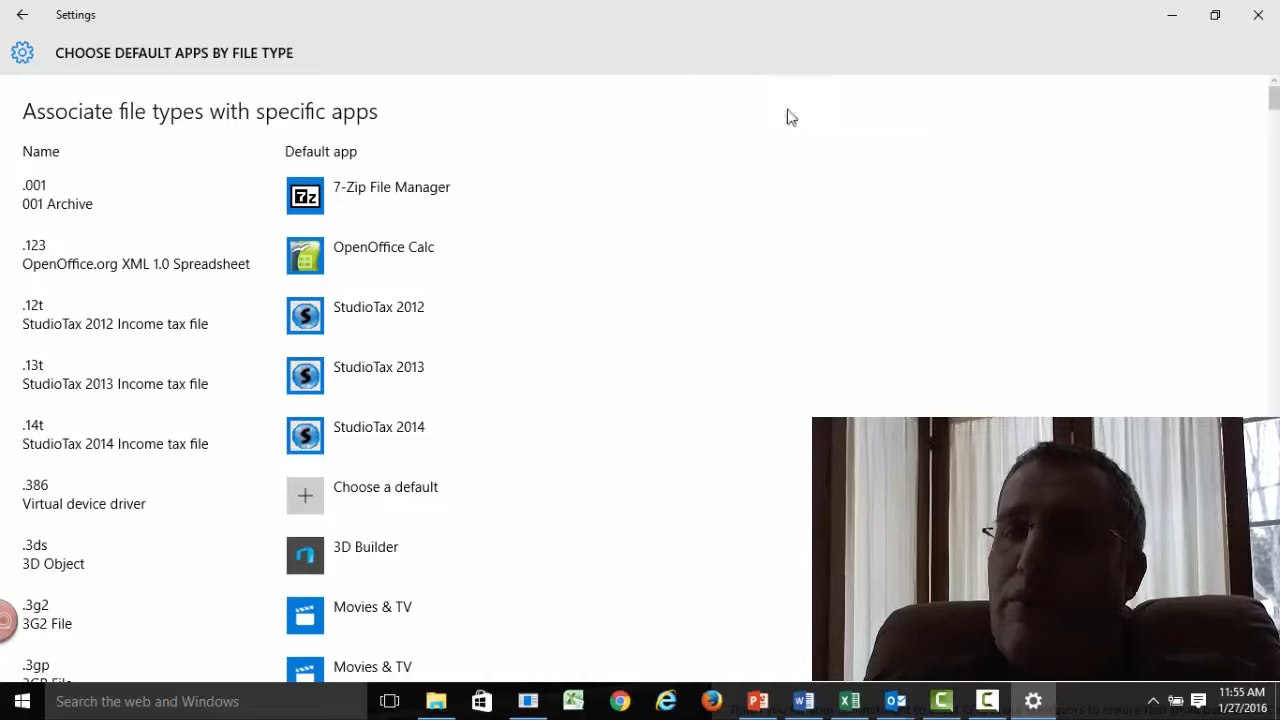 Settings
CHOOSE DEFAULT APPS BY FILE TYPE
Associate file types with specific apps
Name Default app
.001
001 Archive
7-Zip File Manager
.123
OpenOffice.org XML 1.0 Spreadsheet
OpenOffice Calc
.12t
StudioTax 2012 Income tax file
StudioTax 2012
.13t
StudioTax 2013 Income tax file
StudioTax 2013
.14t
StudioTax 2014 Income tax file
StudioTax 2014
.386
Virtual device driver
Choose a default
.3ds
3D Object
3D Builder
.3g2
3G2 File
Movies & TV
.3gp
3GP File
Movies & TV
Search the web and Windows
11:55 AM
1/27/2016